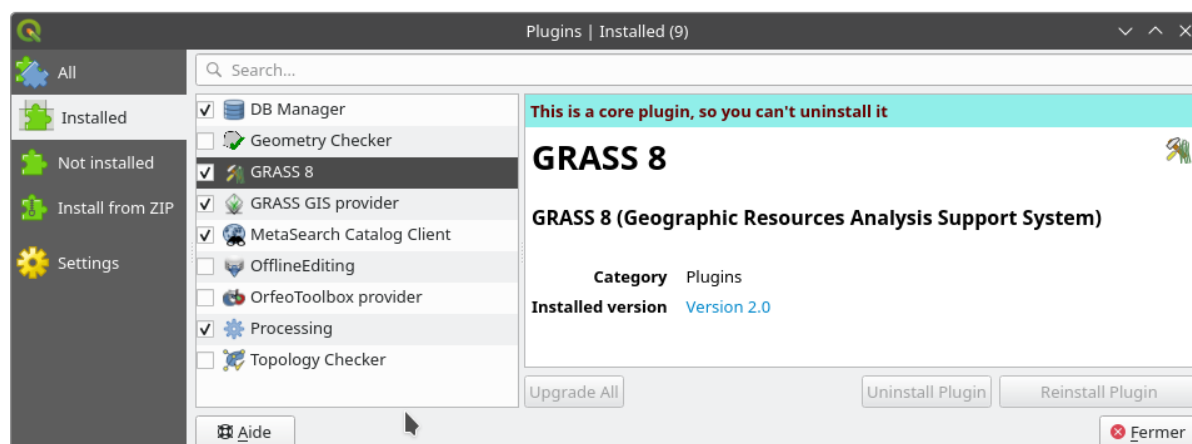 Plugins | Installed (9)
All
Installed
Not installed
Install from ZIP
Settings
Search...
DB Manager
Geometry Checker
GRASS 8
GRASS GIS provider
MetaSearch Catalog Client
OfflineEditing
OrfeoToolbox provider
Processing
Topology Checker
This is a core plugin, so you can't uninstall it
GRASS 8
GRASS 8 (Geographic Resources Analysis Support System)
Category Plugins
Installed version Version 2.0
Upgrade All Uninstall Plugin Reinstall Plugin
Aide Fermer